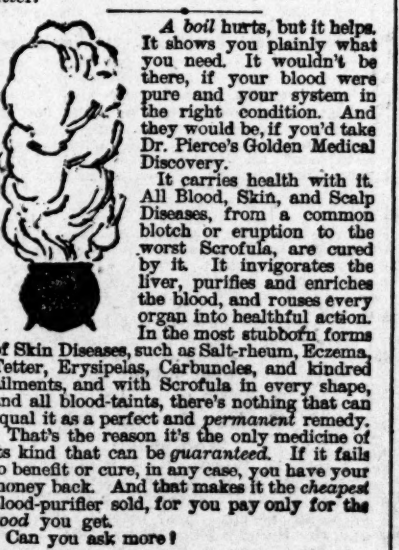 A boil hurts, but it helps.
It shows you plainly what
you need. It wouldn't be
there, if your blood were
pure and your system in
the right condition. And
they would be, if you'd take
Dr. Pierce's Golden Medical
Discovery.
It carries health with it.
All Blood, Skin, and Scalp
Diseases, from a common
blotch or eruption to the
worst Scrofula, are cured
by it. It invigorates the
liver, purifies and enriches
the blood, and rouses every
organ into healthful action.
In the most stubborn forms
of Skin Diseases, such as Salt-rheum, Eczema,
Tetter, Erysipelas, Carbuncles, and kindred
ailments, and with Scrofula in every shape,
and all blood-taints, there's nothing that can
equal it as a perfect and permanent remedy.
That's the reason it's the only medicine of
its kind that can be guaranteed. If it fails
to benefit or cure, in any case, you have your
money back. And that makes it the cheapest
blood-purifier sold, for you pay only for the
good you get.
Can you ask more?